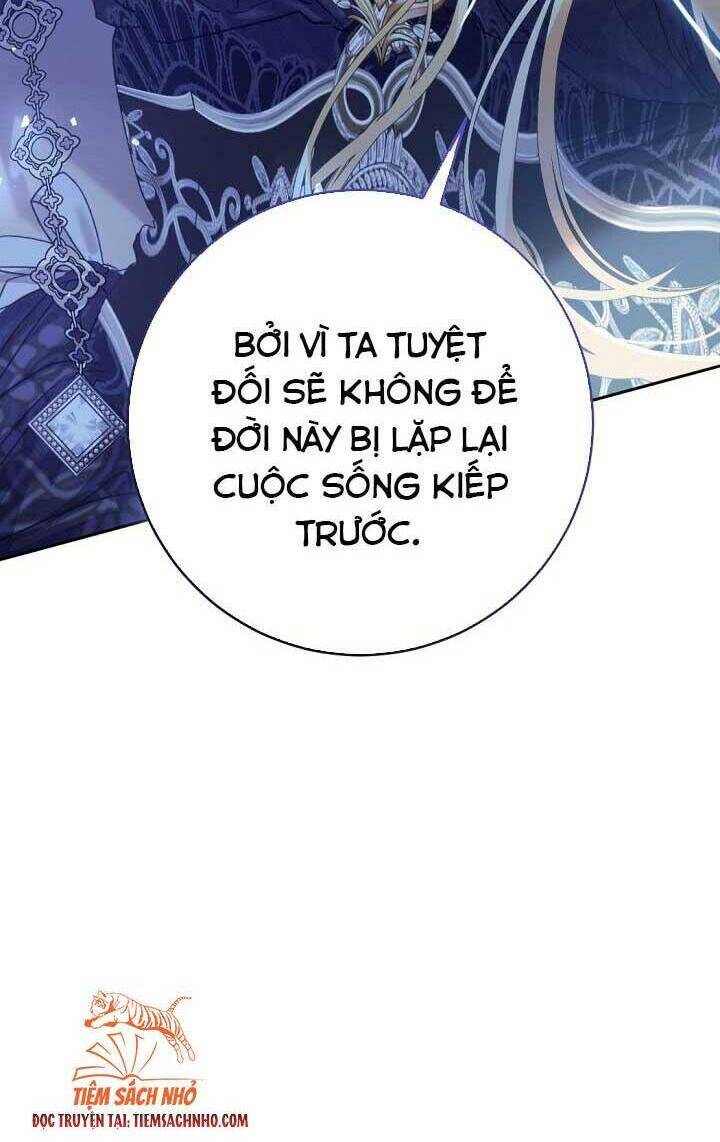 BỞI VÌ TA TUYỆT
ĐỐI SẼ KHÔNG ĐỂ
ĐỜI NÀY BỊ LẶP LẠI
CUỘC SỐNG KIẾP
TRƯỚC.
TIỆM SÁCH NHỎ
ĐỌC TRUYỆN TẠI: TIEMSACHNHO.COM